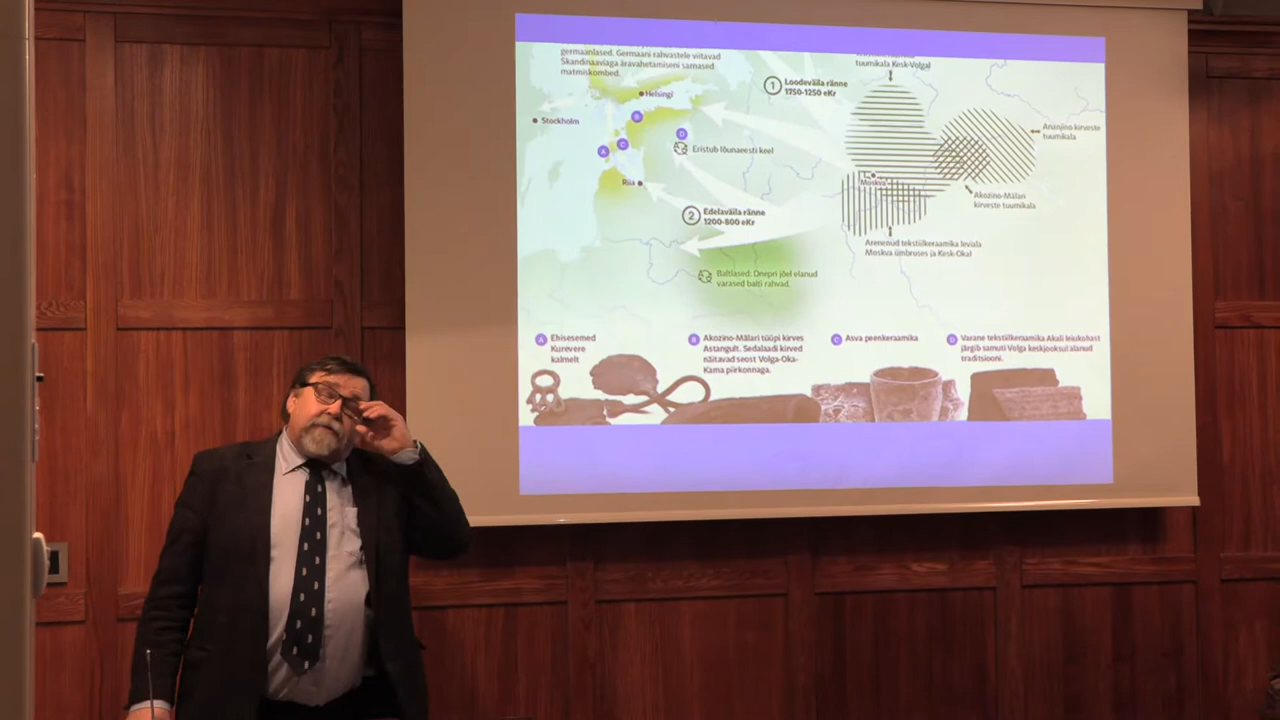 germaanlased. Germaani rahvastele viitavad
Skandinaaviaga äravahetamiseni sarnased
matmiskombed.
Helsingi
Stockholm
Riia
A
B
C
D
Eristub lõunaeesti keel
1 Loodeväila ränne
1750-1250 eKr
2 Edelaväila ränne
1200-800 eKr
Baltlased: Dnepri jõel elanud
varased balti rahvad.
tuumikala Kesk-Volgal
Ananjino kirveste
tuumikala
Moskva
Akozino-Mälari
kirveste tuumikala
Arenenud tekstiilkeraamika leviala
Moskva ümbruses ja Kesk-Okal
A Ehisesemed
Kurevere
kalmelt
B Akozino-Mälari tüüpi kirves
Astangult. Sedalaadi kirved
näitavad seost Volga-Oka-
Kama piirkonnaga.
C Asva peenkeraamika
D Varane tekstiilkeraamika Akali leiukohast
järgib samuti Volga keskjooksul alanud
traditsiooni.